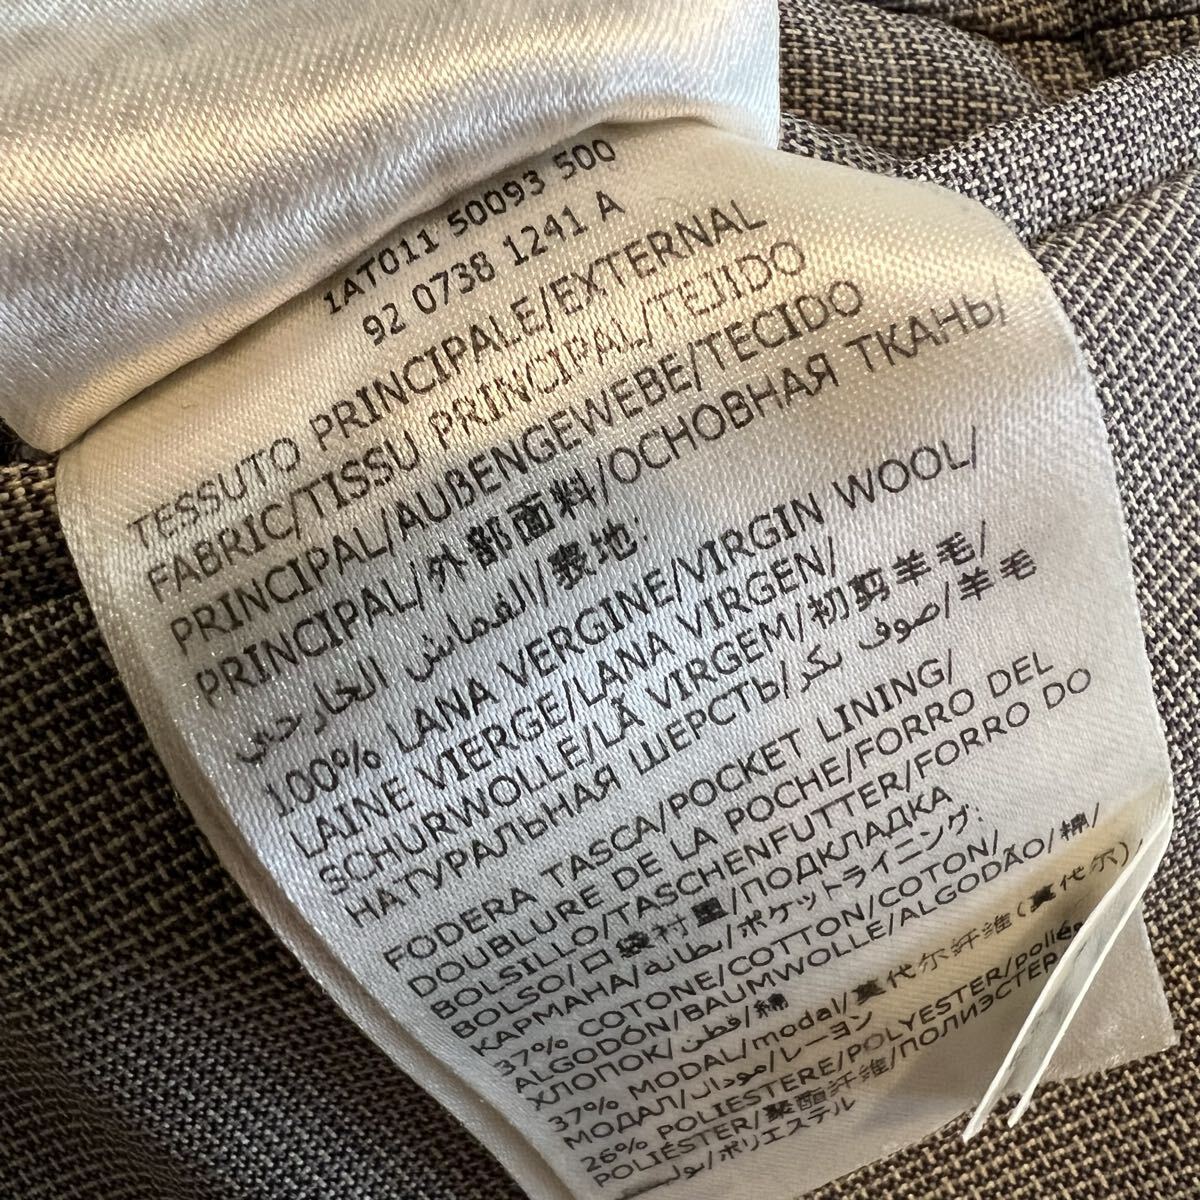 1AT011 50093 500
92 0738 1241 A
TESSUTO PRINCIPALE/EXTERNAL
FABRIC/TISSU PRINCIPAL/TEJIDO
PRINCIPAL/AUßENGEWEBE/TECIDO
PRINCIPAL/外部面料/ОСНОВНАЯ ТКАНЬ/
القماش الخارجي/表地:
100% LANA VERGINE/VIRGIN WOOL/
LAINE VIERGE/LANA VIRGEN/
SCHURWOLLE/LÃ VIRGEM/初剪羊毛/
НАТУРАЛЬНАЯ ШЕРСТЬ/صوف بكر/羊毛
FODERA TASCA/POCKET LINING/
DOUBLURE DE LA POCHE/FORRO DEL
BOLSILLO/TASCHENFUTTER/FORRO DO
BOLSO/口袋衬里/ПОДКЛАДКА
КАРМАНА/بطانة/ポケットライニング:
37% COTONE/COTTON/COTON/
ALGODÓN/BAUMWOLLE/ALGODÃO/棉/
ХЛОПОК/قطن/綿
37% MODAL/modal/莫代尔纤维(莫代尔)/
МОДАЛ/مودال/レーヨン
26% POLIESTERE/POLYESTER/polié
POLIÉSTER/聚酯纤维/ПОЛИЭСТЕР
/ポリエステル